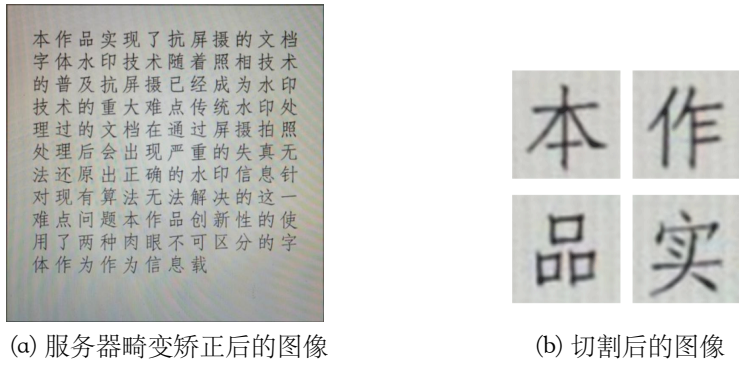 本作品实现了抗屏摄的文档
字体水印技术随着照相技术
的普及抗屏摄已经成为水印
技术的重大难点传统水印处
理过的文档在通过屏摄拍照
处理后会出现严重的失真无
法还原出正确的水印信息针
对现有算法无法解决的这一
难点问题本作品创新性的使
用了两种肉眼不可区分的字
体作为作为信息载
(a) 服务器畸变矫正后的图像
本作
品实
(b) 切割后的图像